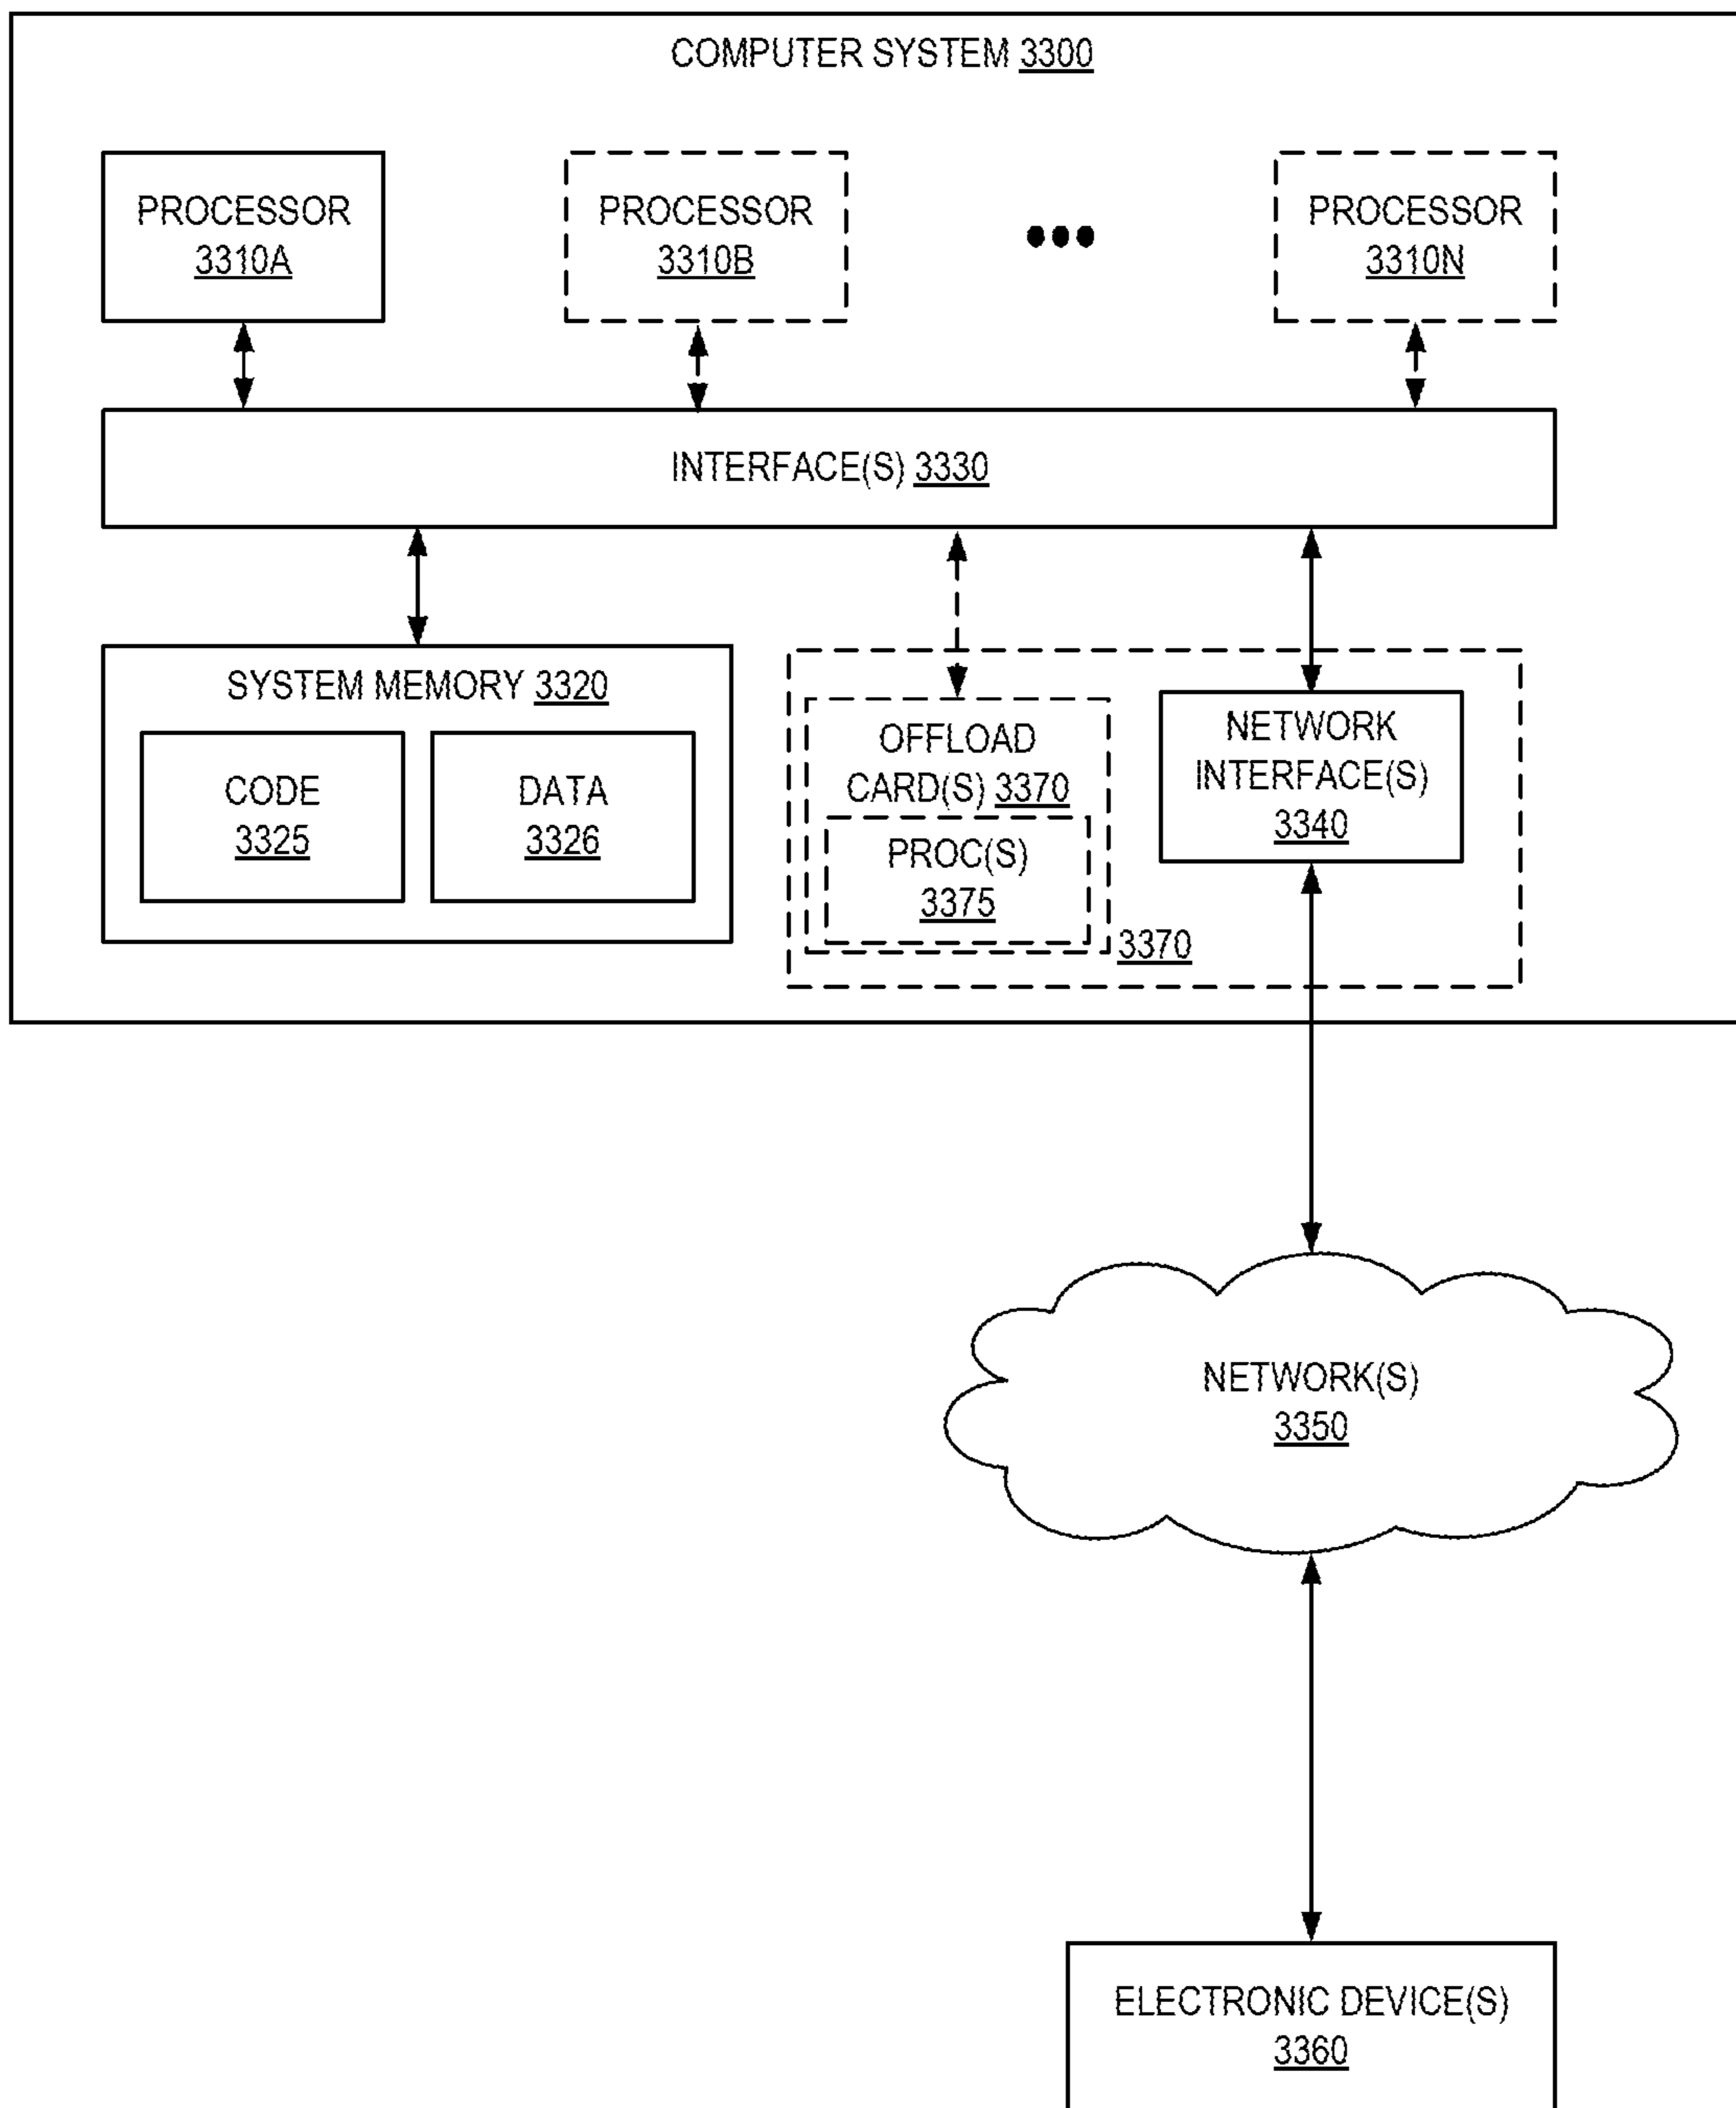 COMPUTER SYSTEM 3300
PROCESSOR
3310A
PROCESSOR
3310B
PROCESSOR
3310N
INTERFACE(S) 3330
SYSTEM MEMORY 3320
CODE
3325
DATA
3326
OFFLOAD
CARD(S) 3370
PROC(S)
3375
3370
NETWORK
INTERFACE(S)
3340
NETWORK(S)
3350
ELECTRONIC DEVICE(S)
3360